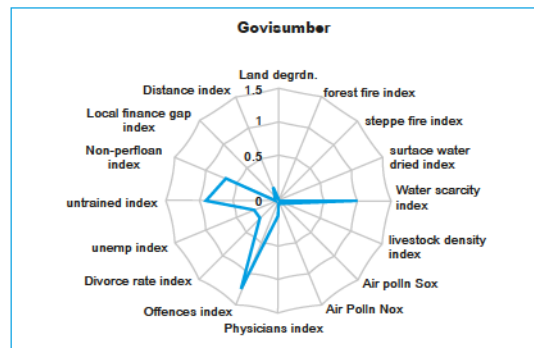 Govisumber
Land degrdn.
1.5
Distance index
forest fire index
Local finance gap
index
1
steppe fire index
Non-perfloan
index
0.5
surtace water
dried index
untrained index
0
Water scarcity
index
unemp index
livestock density
index
Divorce rate index
Air polln Sox
Offences index
Air Polln Nox
Physicians index